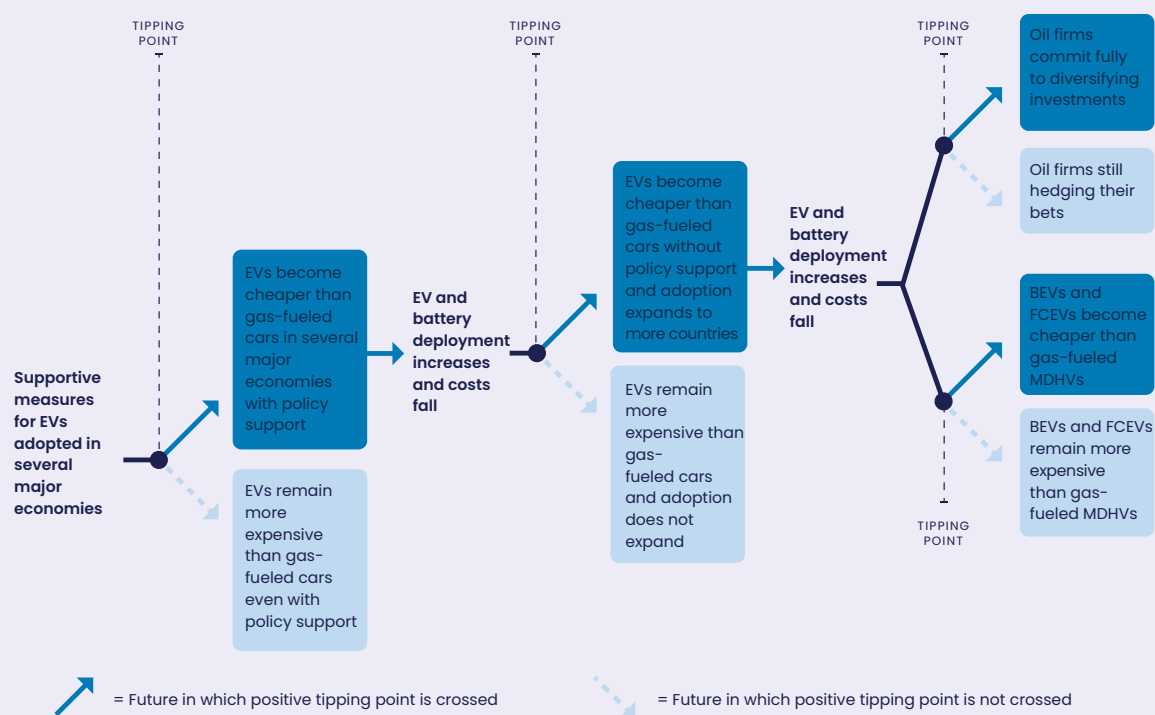 TIPPING
POINT
TIPPING
POINT
TIPPING
POINT
Supportive
measures
for EVs
adopted in
several
major
economies
EVs become
cheaper than
gas-fueled
cars in several
major
economies
with policy
support
EVs remain
more
expensive
than gas-
fueled cars
even with
policy support
EV and
battery
deployment
increases
and costs
fall
EVs become
cheaper than
gas-fueled
cars without
policy support
and adoption
expands to
more countries
EVs remain
more
expensive than
gas-
fueled cars
and adoption
does not
expand
EV and
battery
deployment
increases
and costs
fall
Oil firms
commit fully
to diversifying
investments
Oil firms still
hedging their
bets
BEVs and
FCEVs become
cheaper than
gas-fueled
MDHVs
BEVs and FCEVs
remain more
expensive
than gas-
fueled MDHVs
TIPPING
POINT
= Future in which positive tipping point is crossed
= Future in which positive tipping point is not crossed